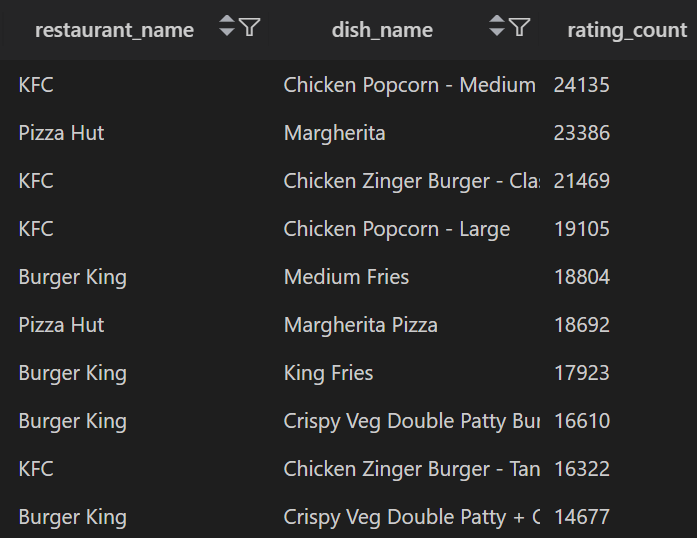 restaurant_name dish_name rating_count
KFC Chicken Popcorn - Medium 24135
Pizza Hut Margherita 23386
KFC Chicken Zinger Burger - Clas 21469
KFC Chicken Popcorn - Large 19105
Burger King Medium Fries 18804
Pizza Hut Margherita Pizza 18692
Burger King King Fries 17923
Burger King Crispy Veg Double Patty Bur 16610
KFC Chicken Zinger Burger - Tan 16322
Burger King Crispy Veg Double Patty + C 14677